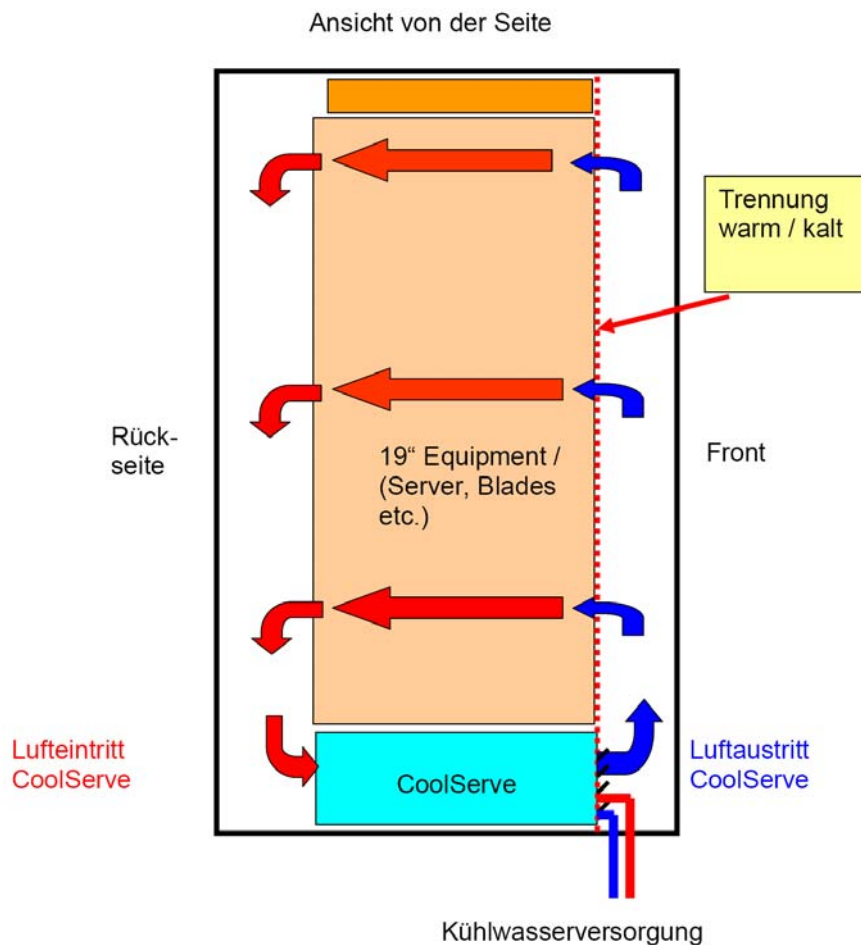 Ansicht von der Seite
Trennung
warm / kalt
Rück-
seite
19“ Equipment /
(Server, Blades
etc.)
Front
Lufteintritt
CoolServe
CoolServe
Luftaustritt
CoolServe
Kühlwasserversorgung